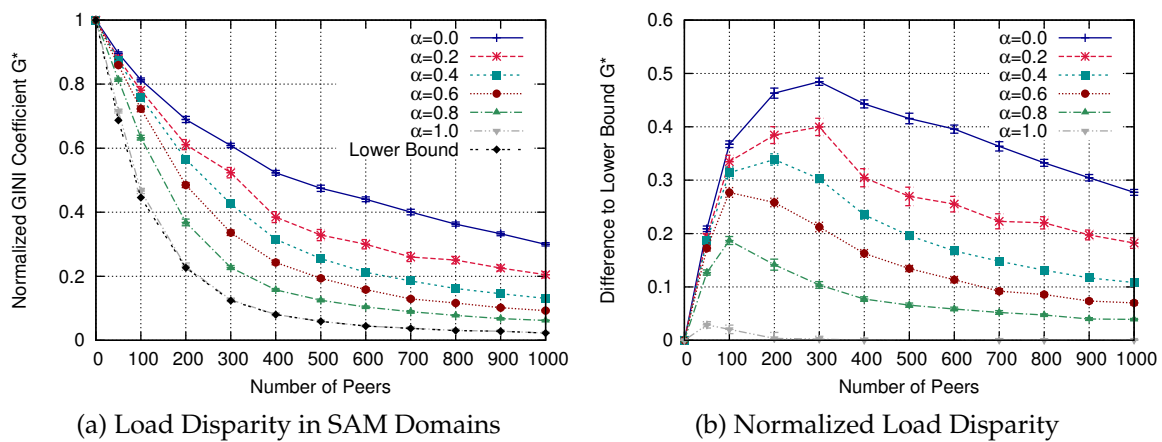 1
0.8
0.6
0.4
0.2
0
Normalized GINI Coefficient G*
α=0.0
α=0.2
α=0.4
α=0.6
α=0.8
α=1.0
Lower Bound
0 100 200 300 400 500 600 700 800 900 1000
Number of Peers
(a) Load Disparity in SAM Domains
0.6
0.5
0.4
0.3
0.2
0.1
0
Difference to Lower Bound G*
α=0.0
α=0.2
α=0.4
α=0.6
α=0.8
α=1.0
0 100 200 300 400 500 600 700 800 900 1000
Number of Peers
(b) Normalized Load Disparity